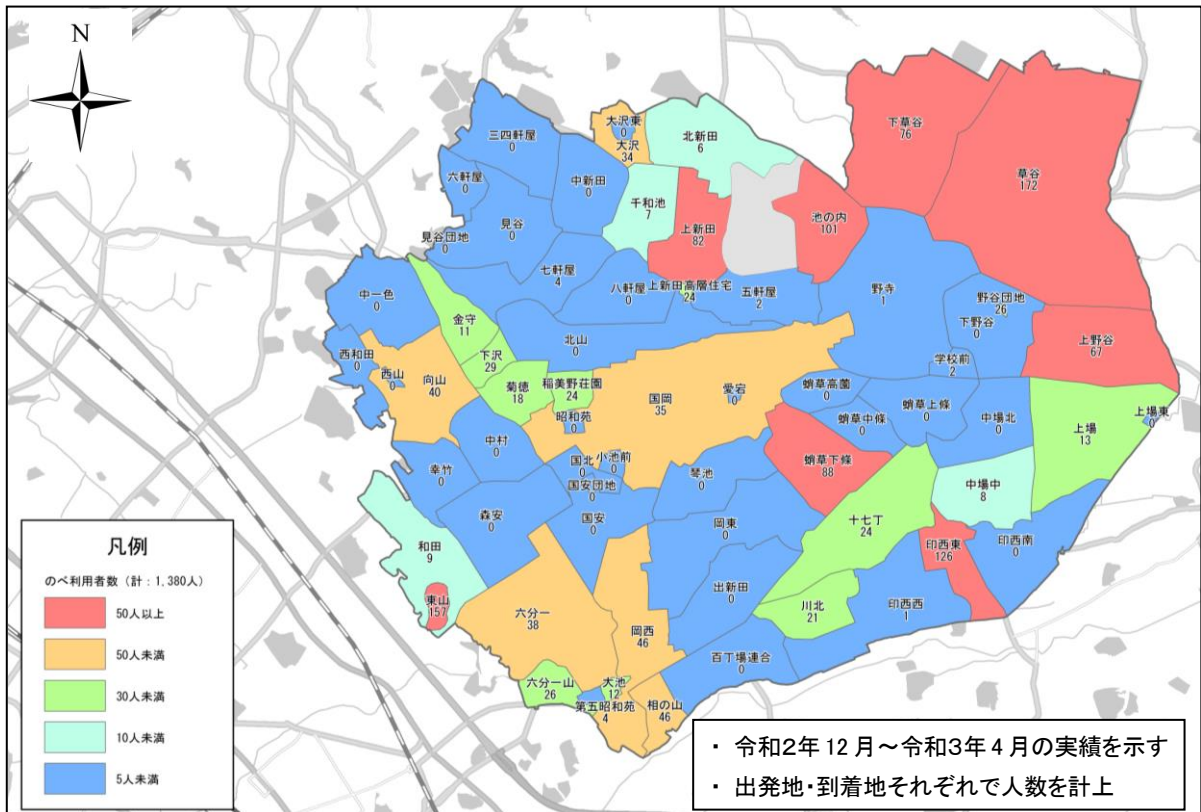 N
大沢東
0
大沢
34
北新田
6
下草谷
76
草谷
172
三四軒屋
0
六軒屋
0
中新田
0
千和池
7
上新田
82
池の内
101
見谷
0
見谷団地
0
七軒屋
4
八軒屋
0
上新田高層住宅
24
五軒屋
2
野寺
1
野谷団地
26
下野谷
0
上野谷
67
学校前
2
中一色
0
金守
11
下沢
29
北山
0
西和田
0
西山
0
向山
40
菊徳
18
稲美野荘園
24
昭和苑
0
国岡
35
愛宕
0
蛸草高薗
0
蛸草中條
0
蛸草上條
0
中場北
0
上場
13
上場東
0
中村
0
幸竹
0
国北
0
小池前
0
国安団地
0
琴池
0
蛸草下條
88
中場中
8
森安
0
国安
0
岡東
0
十七丁
24
印西東
126
印西南
0
和田
9
東山
157
六分一
38
岡西
46
出新田
0
川北
21
印西西
1
百丁場連合
0
六分一山
26
大池
12
第五昭和苑
4
相の山
46
凡例
のべ利用者数(計:1,380人)
50人以上
50人未満
30人未満
10人未満
5人未満
・ 令和2年12月~令和3年4月の実績を示す
・ 出発地・到着地それぞれで人数を計上